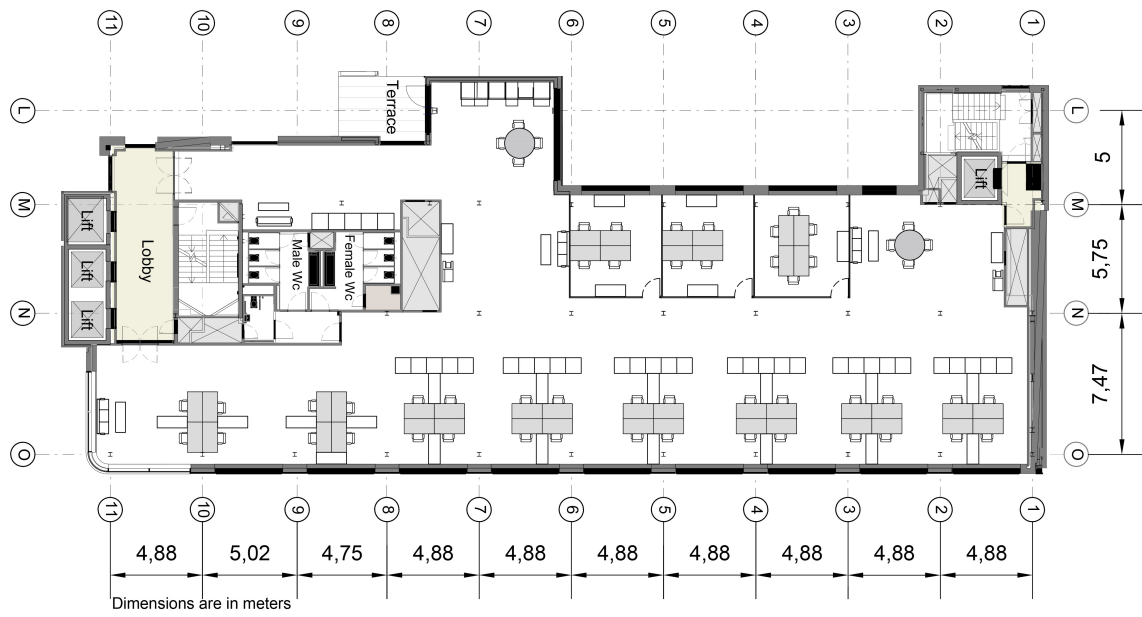 11 10 9 8 7 6 5 4 3 2 1
Terrace
L L
5
Lift
M M
Lift
Lobby
Male Wc
Female Wc
5,75
Lift
N N
Lift
7,47
O O
11 10 9 8 7 6 5 4 3 2 1
4,88 5,02 4,75 4,88 4,88 4,88 4,88 4,88 4,88 4,88
Dimensions are in meters